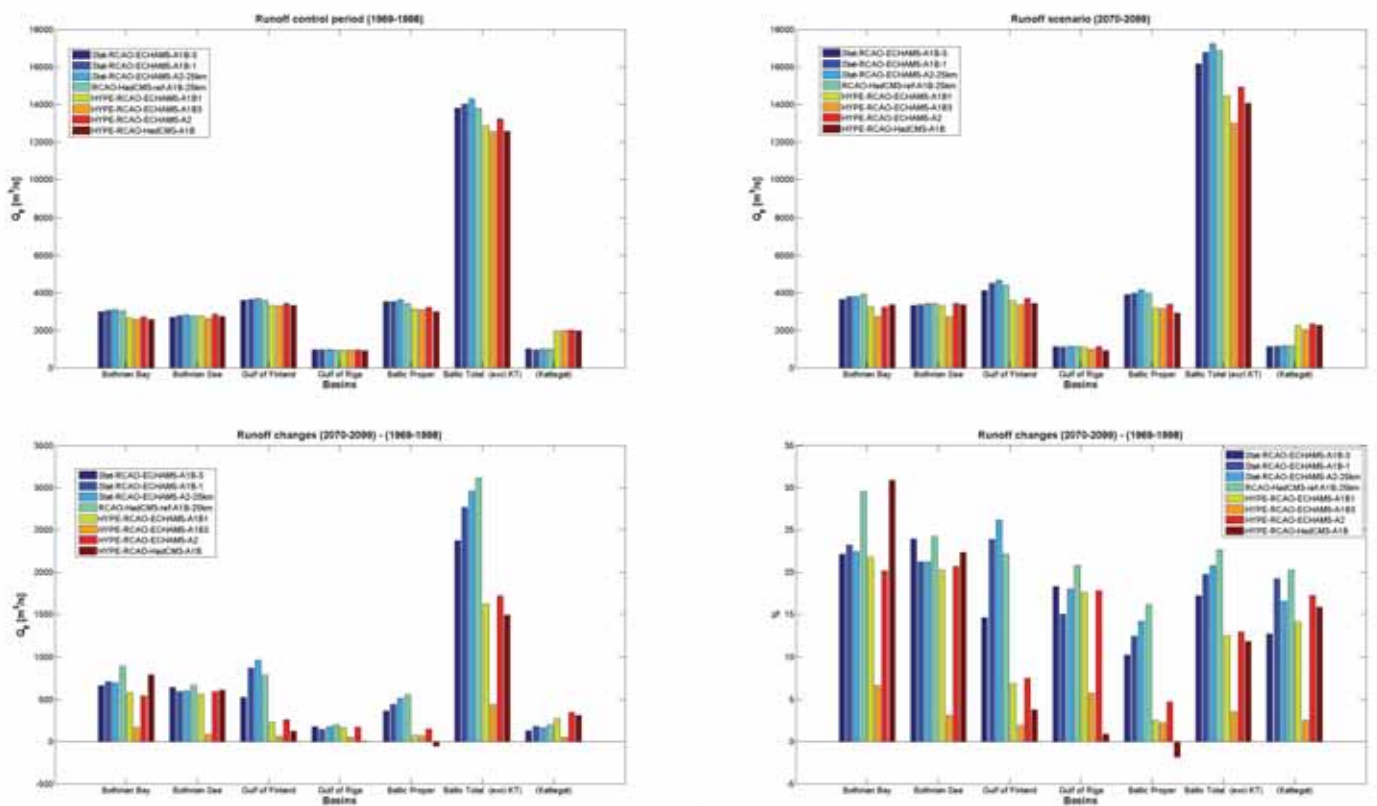 Runoff control period (1969-1998)
18000
16000
14000
12000
10000
8000
6000
4000
2000
0
Q_f [m³/s]
Stat-RCAO-ECHAM5-A1B-3
Stat-RCAO-ECHAM5-A1B-1
Stat-RCAO-ECHAM5-A2-25km
RCAO-HadCM3-ref-A1B-25km
HYPE-RCAO-ECHAM5-A1B1
HYPE-RCAO-ECHAM5-A1B3
HYPE-RCAO-ECHAM5-A2
HYPE-RCAO-HadCM3-A1B
Bothnian Bay Bothnian Sea Gulf of Finland Gulf of Riga Baltic Proper Baltic Total (excl KT) (Kattegat)
Basins
Runoff scenario (2070-2099)
18000
16000
14000
12000
10000
8000
6000
4000
2000
0
Q_f [m³/s]
Stat-RCAO-ECHAM5-A1B-3
Stat-RCAO-ECHAM5-A1B-1
Stat-RCAO-ECHAM5-A2-25km
RCAO-HadCM3-ref-A1B-25km
HYPE-RCAO-ECHAM5-A1B1
HYPE-RCAO-ECHAM5-A1B3
HYPE-RCAO-ECHAM5-A2
HYPE-RCAO-HadCM3-A1B
Bothnian Bay Bothnian Sea Gulf of Finland Gulf of Riga Baltic Proper Baltic Total (excl KT) (Kattegat)
Basins
Runoff changes (2070-2099) - (1969-1998)
3500
3000
2500
2000
1500
1000
500
0
-500
Q_f [m³/s]
Stat-RCAO-ECHAM5-A1B-3
Stat-RCAO-ECHAM5-A1B-1
Stat-RCAO-ECHAM5-A2-25km
RCAO-HadCM3-ref-A1B-25km
HYPE-RCAO-ECHAM5-A1B1
HYPE-RCAO-ECHAM5-A1B3
HYPE-RCAO-ECHAM5-A2
HYPE-RCAO-HadCM3-A1B
Bothnian Bay Bothnian Sea Gulf of Finland Gulf of Riga Baltic Proper Baltic Total (excl KT) (Kattegat)
Basins
Runoff changes (2070-2099) - (1969-1998)
35
30
25
20
15
10
5
0
-5
%
Stat-RCAO-ECHAM5-A1B-3
Stat-RCAO-ECHAM5-A1B-1
Stat-RCAO-ECHAM5-A2-25km
RCAO-HadCM3-ref-A1B-25km
HYPE-RCAO-ECHAM5-A1B1
HYPE-RCAO-ECHAM5-A1B3
HYPE-RCAO-ECHAM5-A2
HYPE-RCAO-HadCM3-A1B
Bothnian Bay Bothnian Sea Gulf of Finland Gulf of Riga Baltic Proper Baltic Total (excl KT) (Kattegat)
Basins